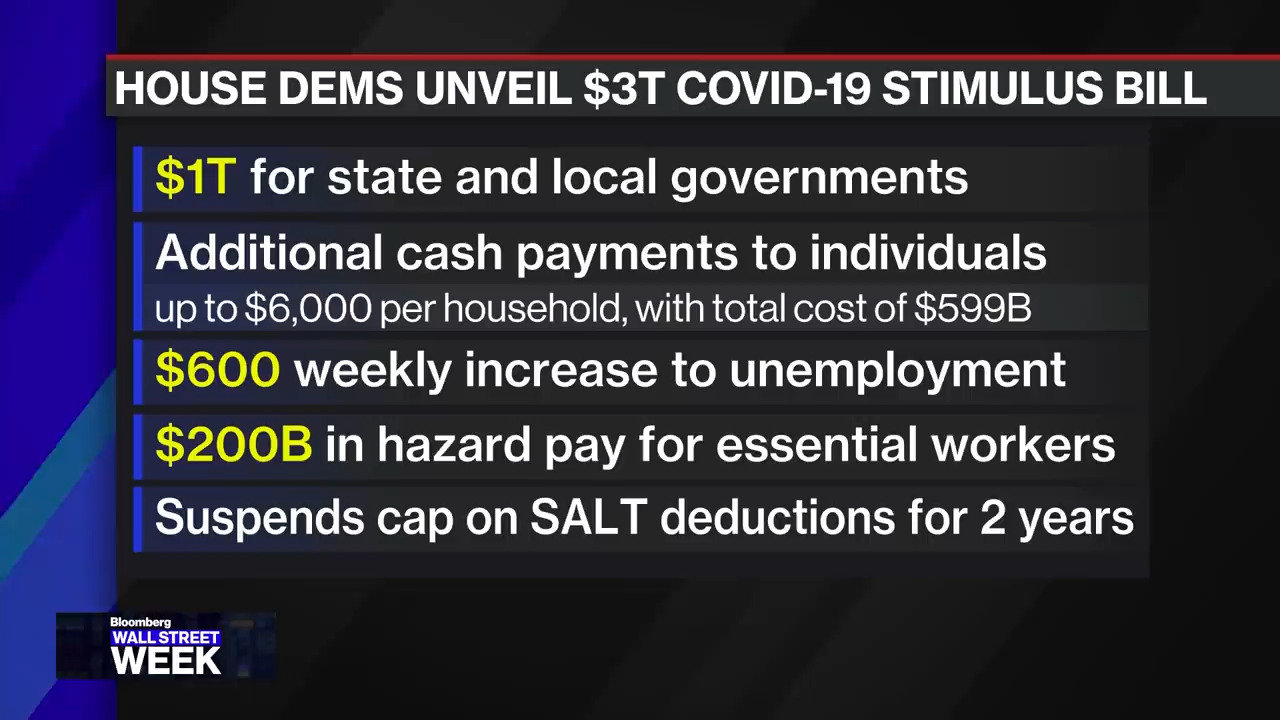 HOUSE DEMS UNVEIL $3T COVID-19 STIMULUS BILL
$1T for state and local governments
Additional cash payments to individuals
up to $6,000 per household, with total cost of $599B
$600 weekly increase to unemployment
$200B in hazard pay for essential workers
Suspends cap on SALT deductions for 2 years
Bloomberg
WALL STREET
WEEK